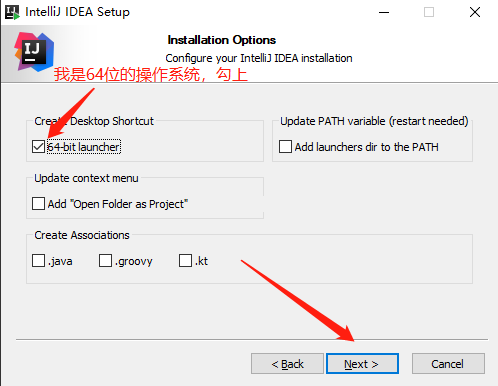 IJ IntelliJ IDEA Setup
IJ
Installation Options
Configure your IntelliJ IDEA installation
我是64位的操作系统，勾上
Create Desktop Shortcut
Update PATH variable (restart needed)
64-bit launcher
Add launchers dir to the PATH
Update context menu
Add "Open Folder as Project"
Create Associations
.java
.groovy
.kt
< Back
Next >
Cancel